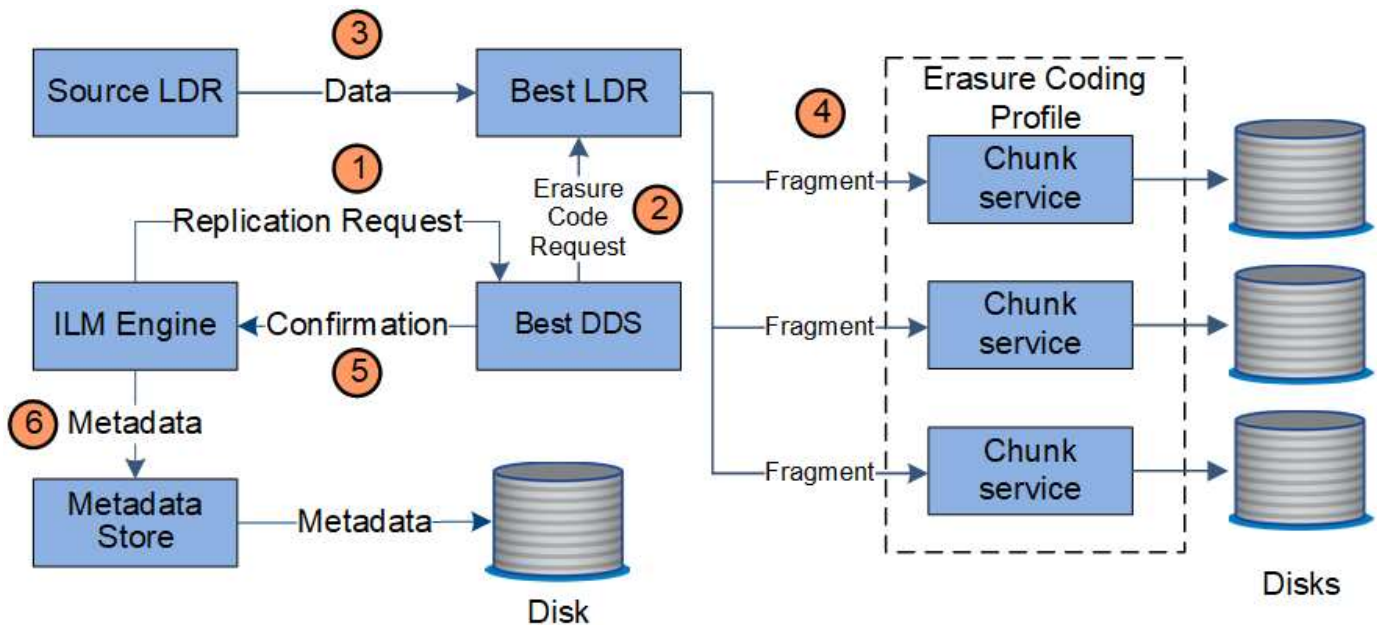 3
Source LDR
Data
Best LDR
4
Erasure Coding
Profile
1
Erasure
Code
Request
2
Fragment
Chunk
service
Replication Request
ILM Engine
Confirmation
Best DDS
5
Fragment
Chunk
service
6
Metadata
Fragment
Chunk
service
Metadata
Store
Metadata
Disk
Disks